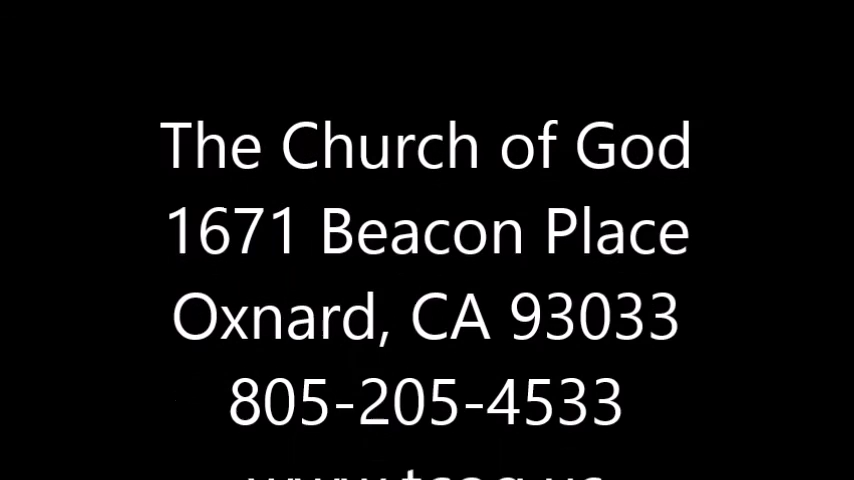 The Church of God
1671 Beacon Place
Oxnard, CA 93033
805-205-4533